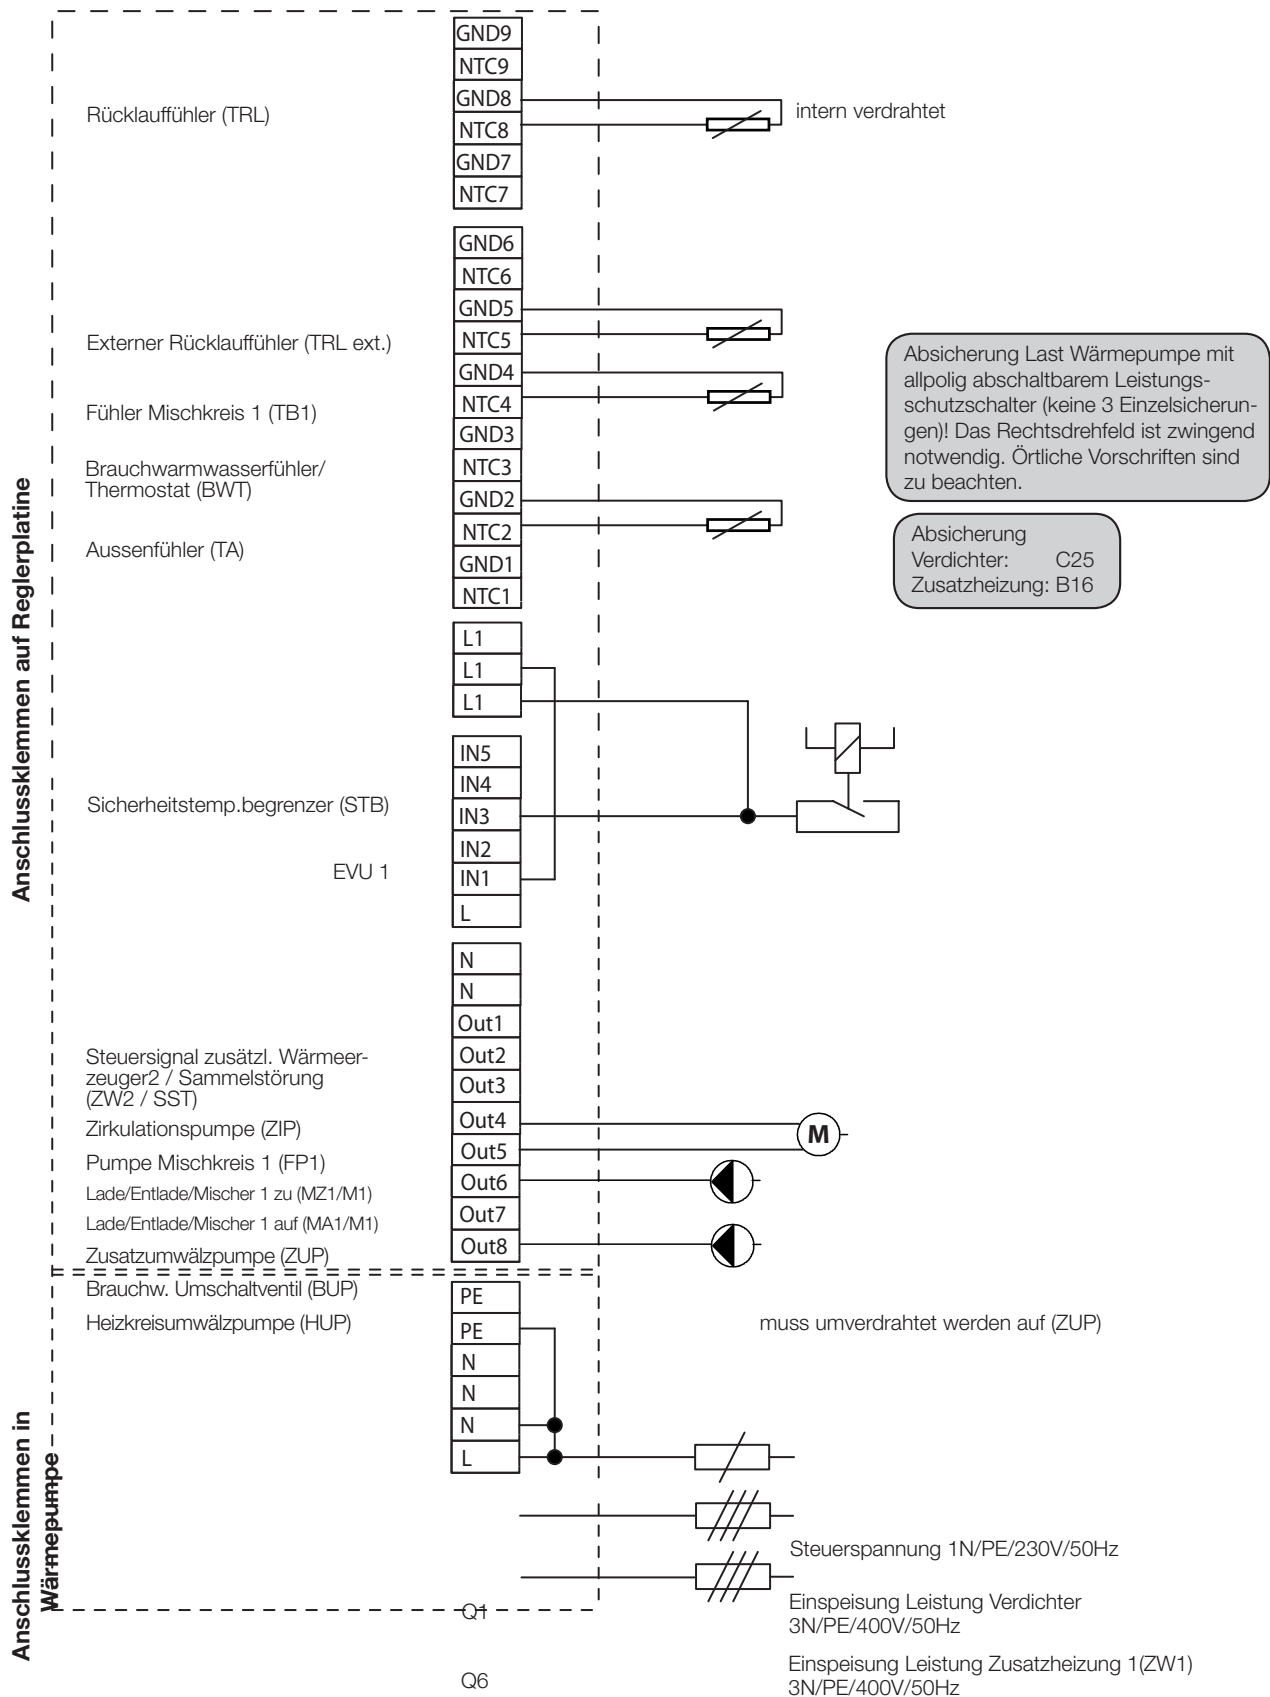 GND9
NTC9
GND8
Rücklauffühler (TRL)
intern verdrahtet
NTC8
GND7
NTC7
GND6
NTC6
GND5
Externer Rücklauffühler (TRL ext.)
NTC5
GND4
Fühler Mischkreis 1 (TB1)
NTC4
GND3
Brauchwarmwasserfühler/
Thermostat (BWT)
NTC3
GND2
NTC2
Aussenfühler (TA)
GND1
NTC1
Absicherung Last Wärmepumpe mit
allpolig abschaltbarem Leistungs-
schutzschalter (keine 3 Einzelsicherun-
gen)! Das Rechtsdrehfeld ist zwingend
notwendig. Örtliche Vorschriften sind
zu beachten.
Absicherung
Verdichter: C25
Zusatzheizung: B16
Anschlussklemmen auf Reglerplatine
L1
L1
L1
IN5
IN4
Sicherheitstemp.begrenzer (STB)
IN3
IN2
EVU 1
IN1
L
N
N
Out1
Steuersignal zusätzl. Wärmeer-
zeuger2 / Sammelstörung
(ZW2 / SST)
Out2
Out3
Zirkulationspumpe (ZIP)
Out4
M
Pumpe Mischkreis 1 (FP1)
Out5
Lade/Entlade/Mischer 1 zu (MZ1/M1)
Out6
Lade/Entlade/Mischer 1 auf (MA1/M1)
Out7
Zusatzumwälzpumpe (ZUP)
Out8
Brauchw. Umschaltventil (BUP)
PE
Heizkreisumwälzpumpe (HUP)
PE
muss umverdrahtet werden auf (ZUP)
N
N
N
L
Anschlussklemmen in
Wärmepumpe
Steuerspannung 1N/PE/230V/50Hz
Q1
Einspeisung Leistung Verdichter
3N/PE/400V/50Hz
Q6
Einspeisung Leistung Zusatzheizung 1(ZW1)
3N/PE/400V/50Hz